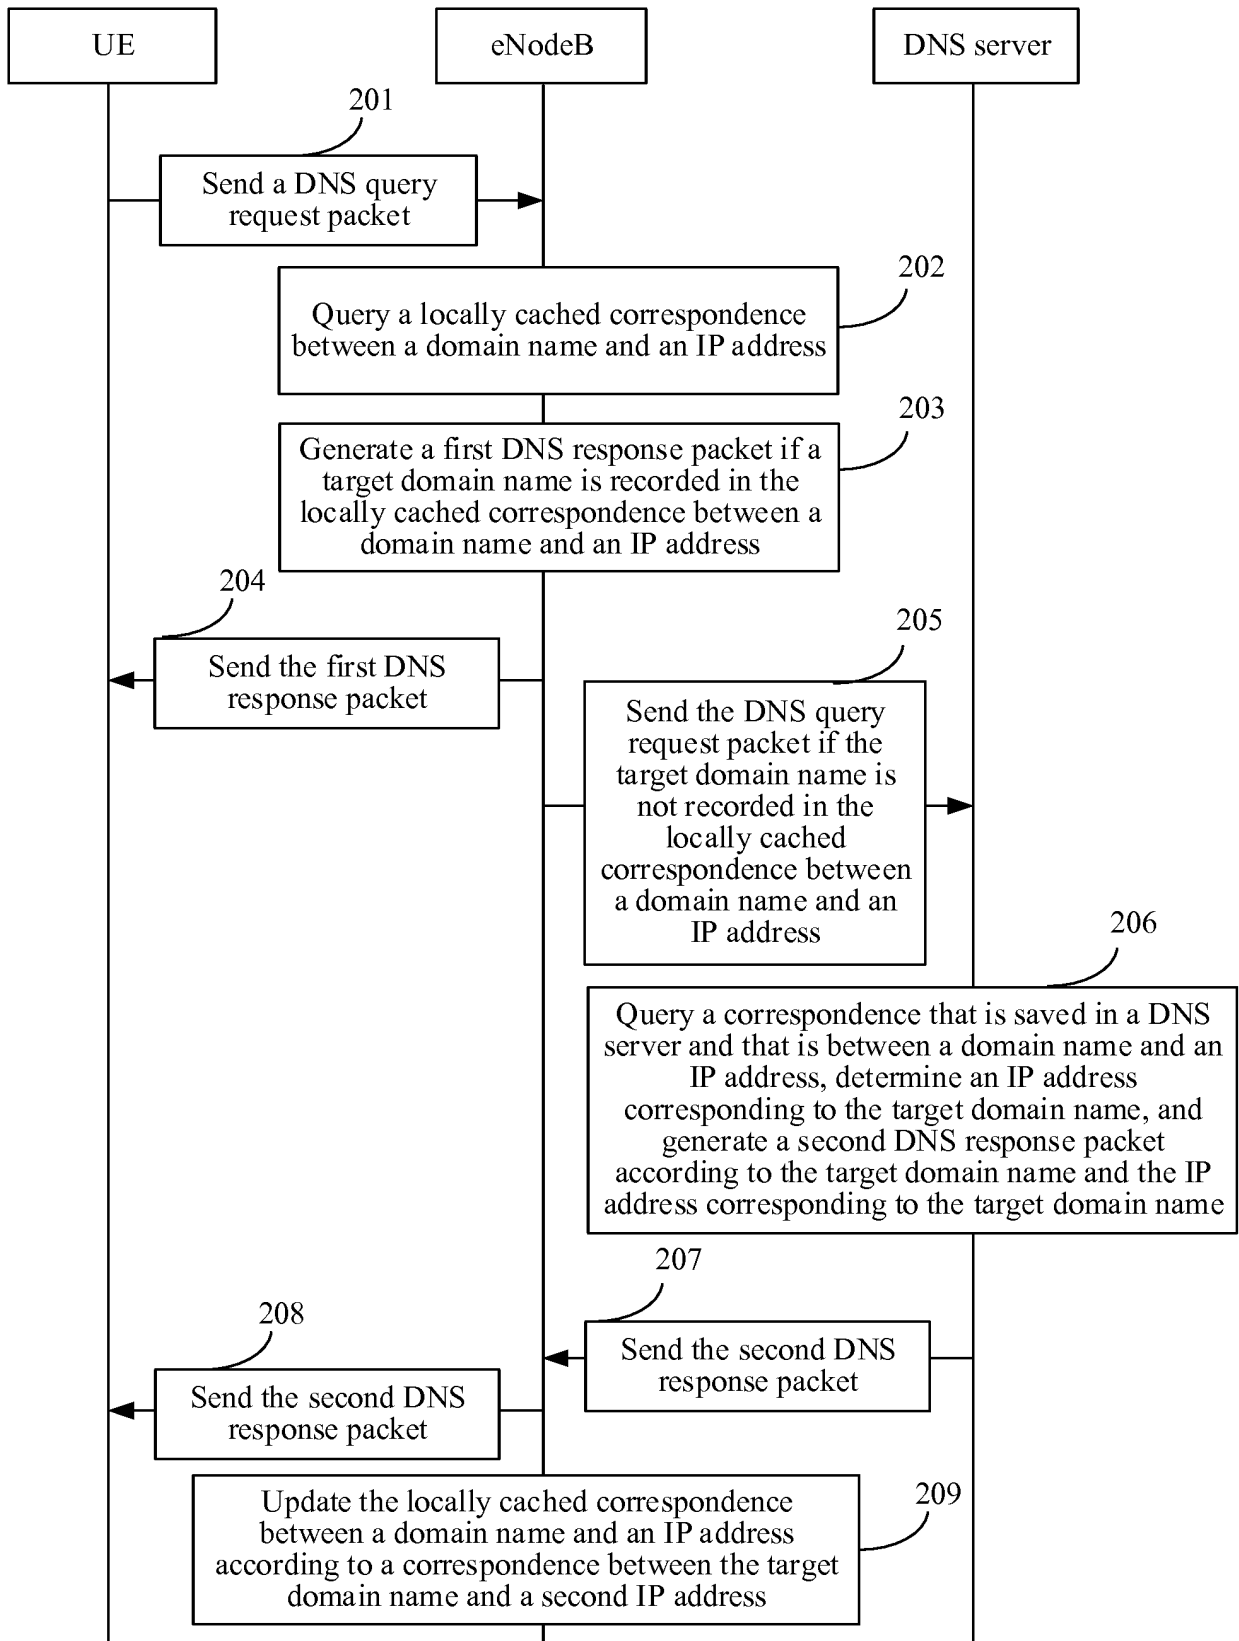 UE
eNodeB
DNS server
201
Send a DNS query
request packet
202
Query a locally cached correspondence
between a domain name and an IP address
203
Generate a first DNS response packet if a
target domain name is recorded in the
locally cached correspondence between a
domain name and an IP address
204
Send the first DNS
response packet
205
Send the DNS query
request packet if the
target domain name is
not recorded in the
locally cached
correspondence between
a domain name and an
IP address
206
Query a correspondence that is saved in a DNS
server and that is between a domain name and an
IP address, determine an IP address
corresponding to the target domain name, and
generate a second DNS response packet
according to the target domain name and the IP
address corresponding to the target domain name
207
Send the second DNS
response packet
208
Send the second DNS
response packet
209
Update the locally cached correspondence
between a domain name and an IP address
according to a correspondence between the target
domain name and a second IP address